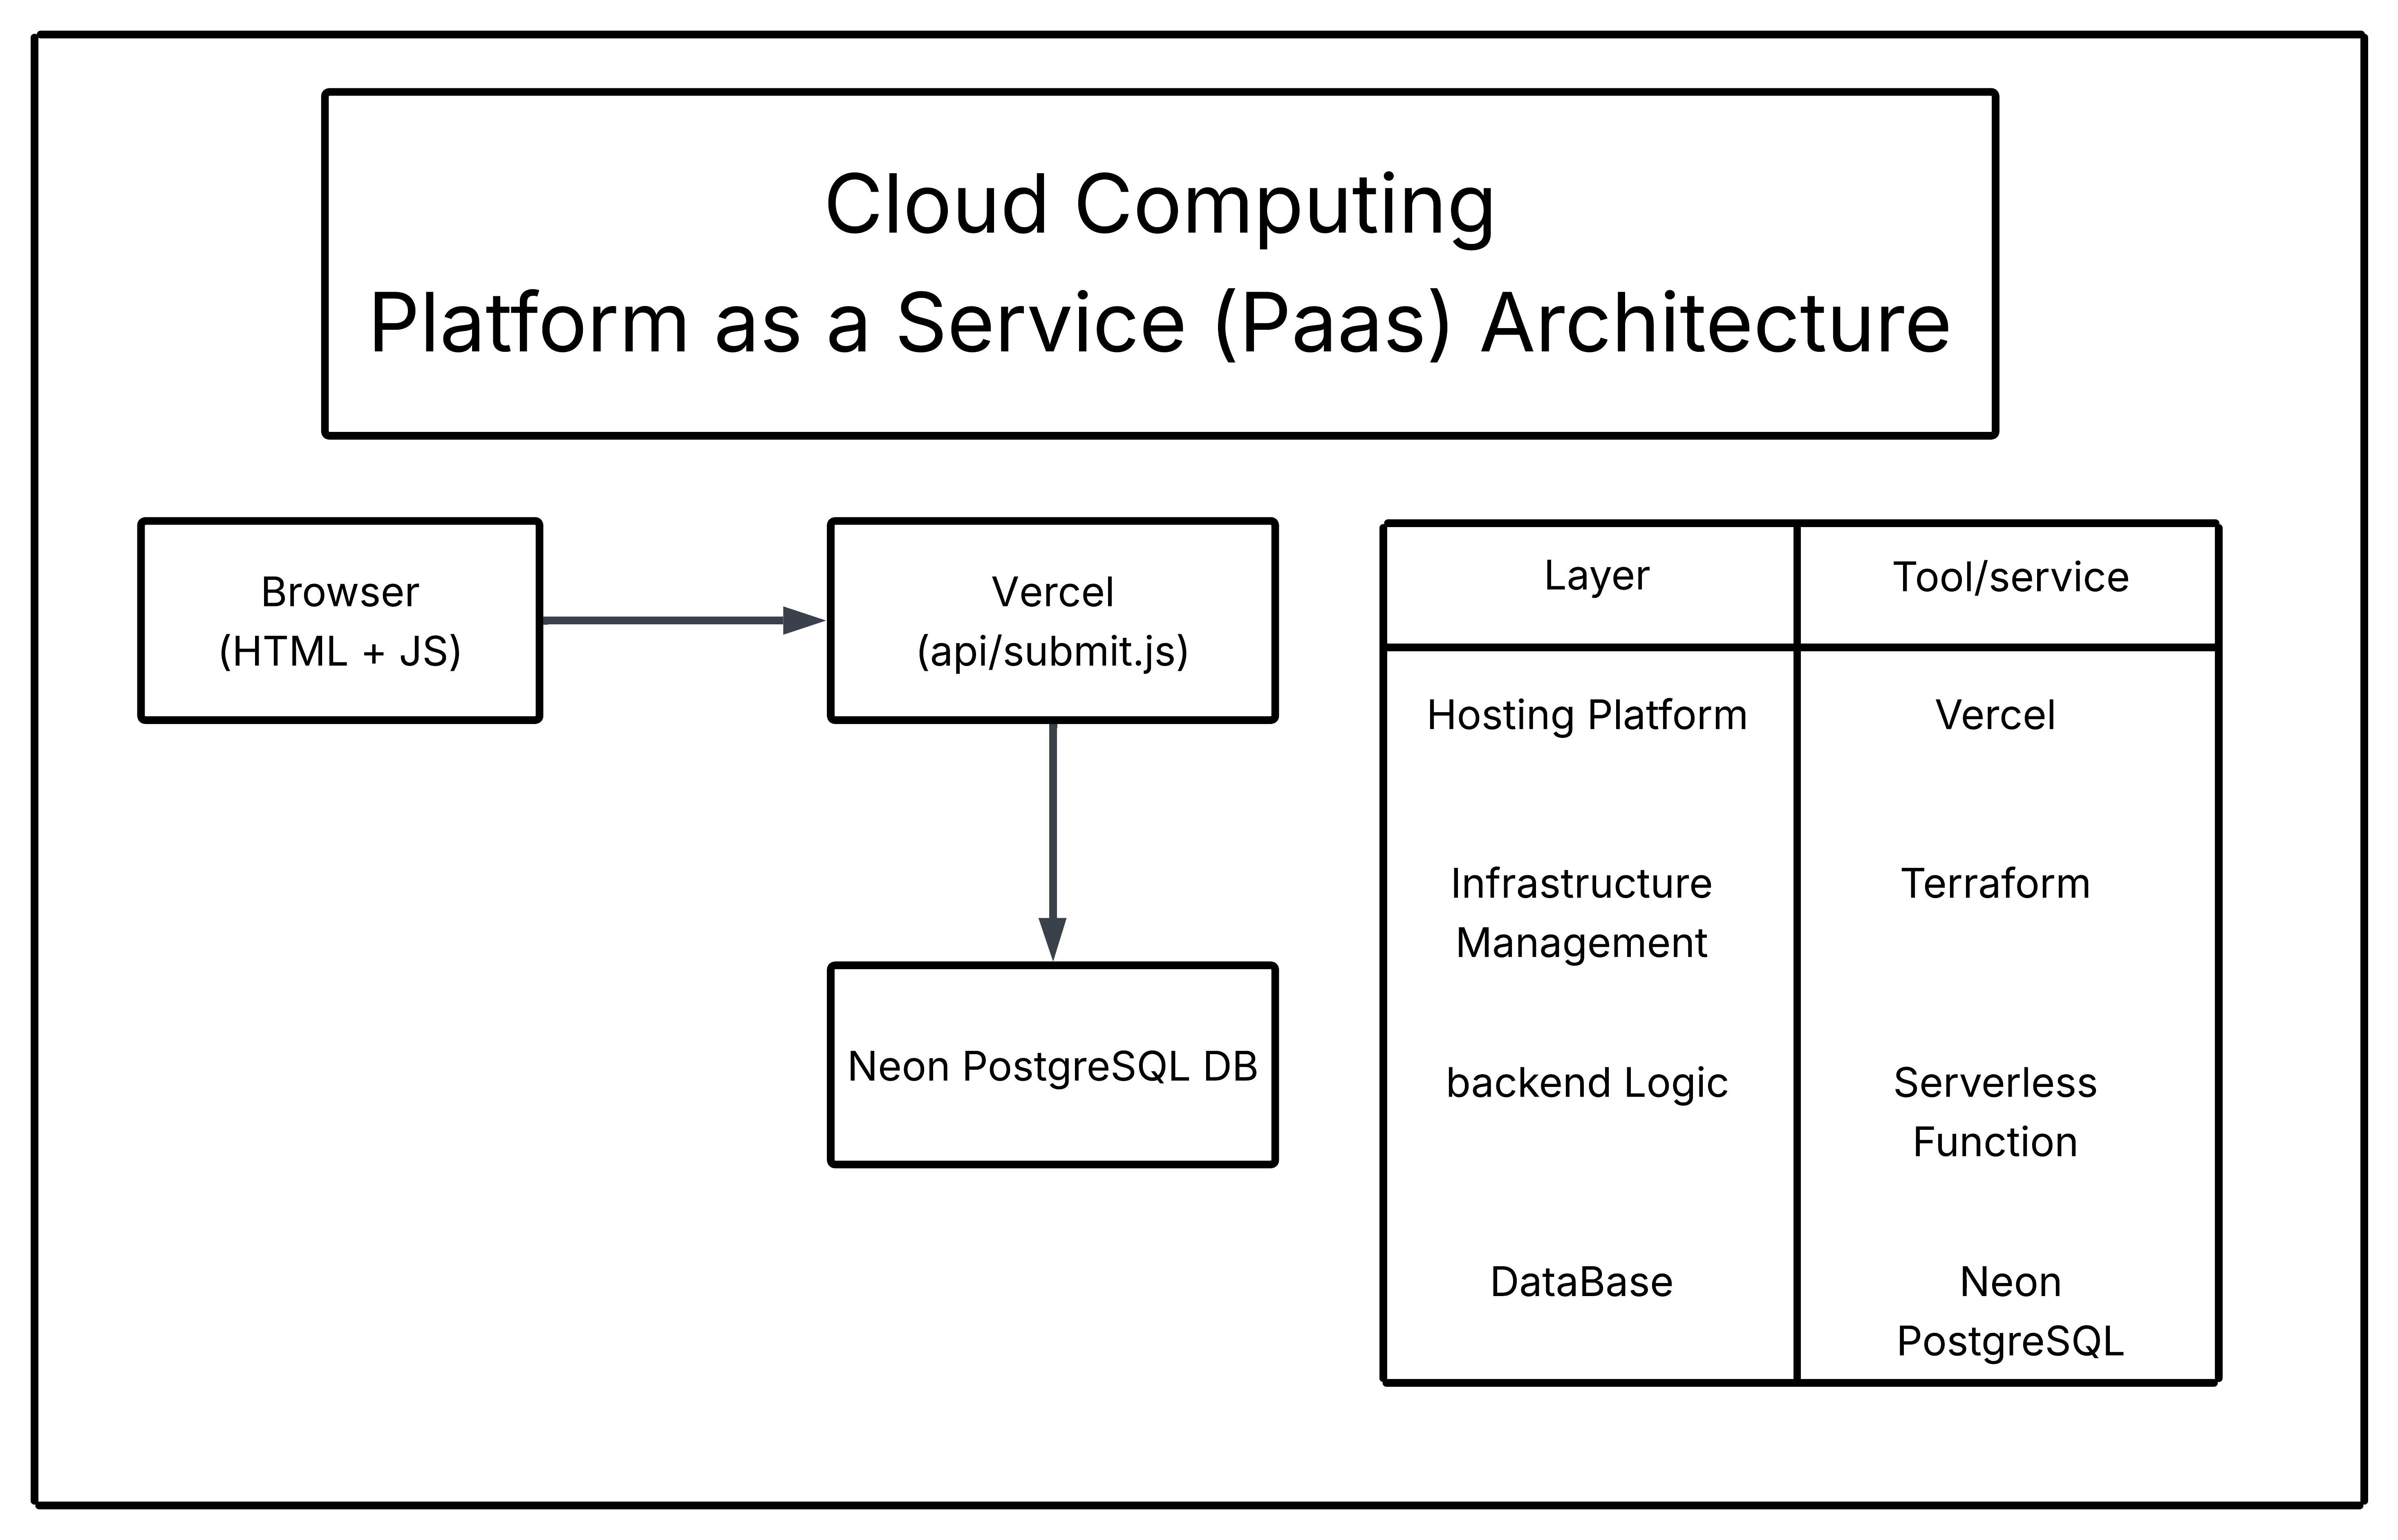 Cloud Computing
Platform as a Service (Paas) Architecture
Browser
(HTML + JS)
Vercel
(api/submit.js)
Neon PostgreSQL DB
Layer
Tool/service
Hosting Platform
Vercel
Infrastructure
Management
Terraform
backend Logic
Serverless
Function
DataBase
Neon
PostgreSQL